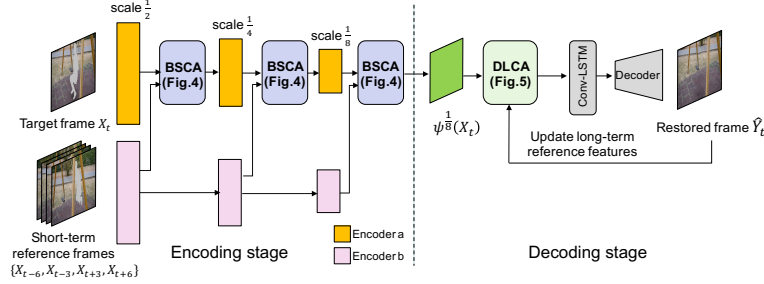 scale 1/2
scale 1/4
scale 1/8
BSCA
(Fig.4)
BSCA
(Fig.4)
BSCA
(Fig.4)
DLCA
(Fig.5)
Conv-LSTM
Decoder
Target frame X_t
ψ^{1/8}(X_t)
Update long-term
reference features
Restored frame Ŷ_t
Short-term
reference frames
{X_{t−6}, X_{t−3}, X_{t+3}, X_{t+6}}
Encoding stage
Encoder a
Encoder b
Decoding stage